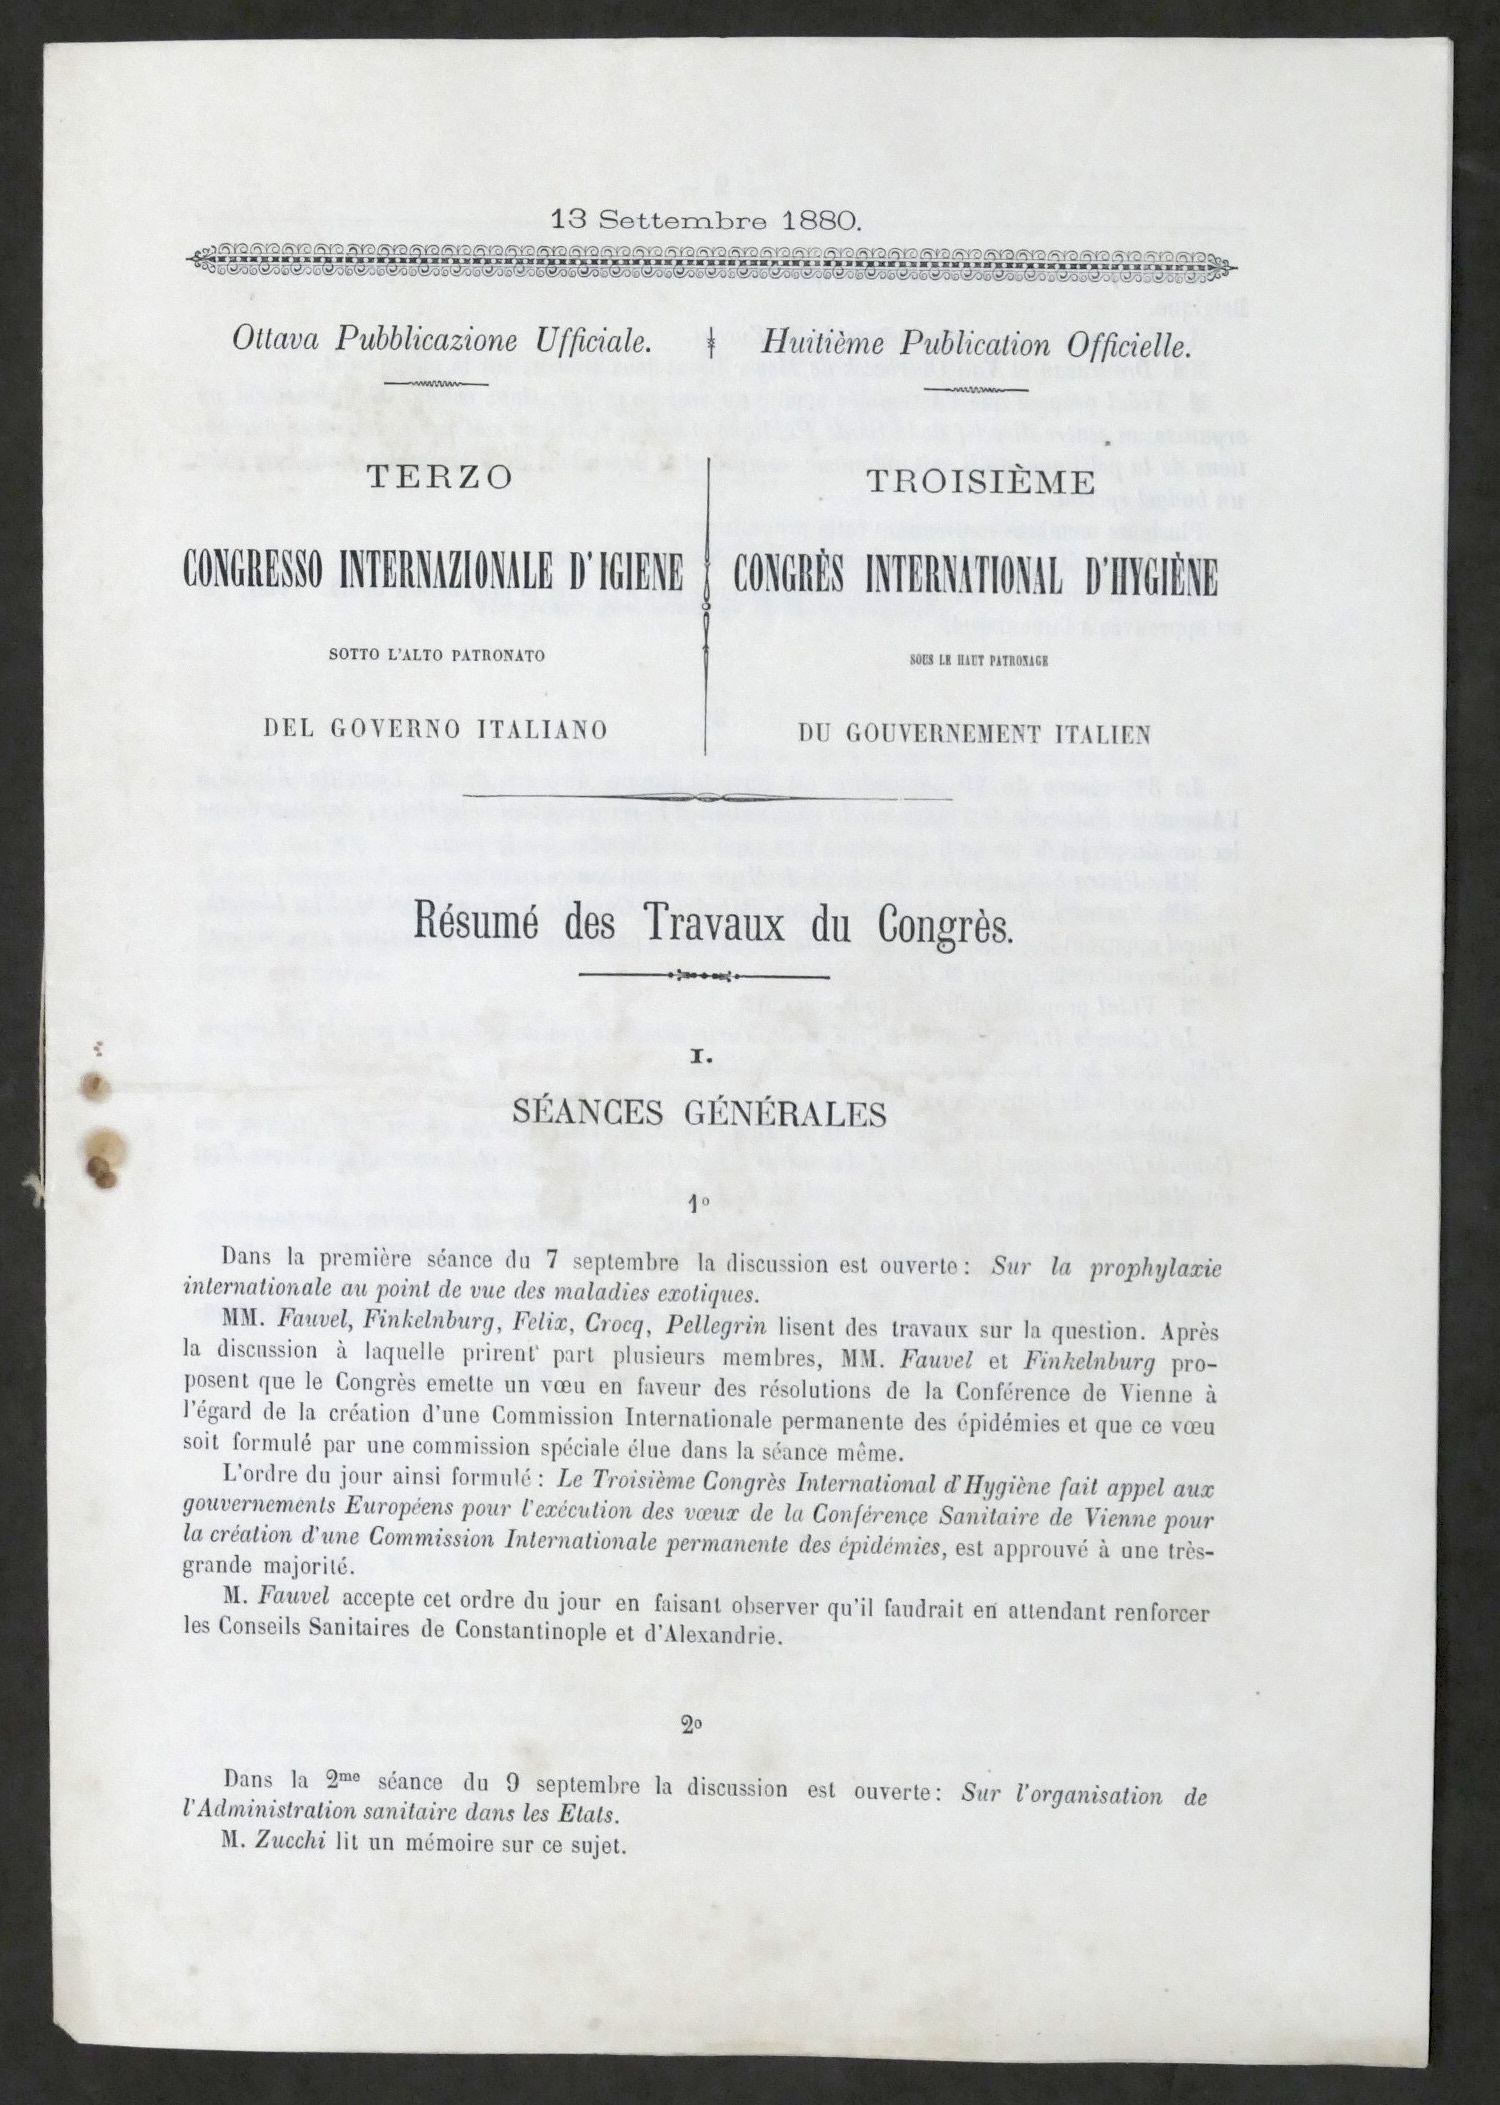 13 Settembre 1880.
Ottava Pubblicazione Ufficiale.
TERZO
CONGRESSO INTERNAZIONALE D'IGIENE
SOTTO L'ALTO PATRONATO
DEL GOVERNO ITALIANO
Huitième Publication Officielle.
TROISIÈME
CONGRÈS INTERNATIONAL D'HYGIÈNE
SOUS LE HAUT PATRONAGE
DU GOUVERNEMENT ITALIEN
Résumé des Travaux du Congrès.
I.
SÉANCES GÉNÉRALES
1º
Dans la première séance du 7 septembre la discussion est ouverte: Sur la prophylaxie
internationale au point de vue des maladies exotiques.
MM. Fauvel, Finkelnburg, Felix, Crocq, Pellegrin lisent des travaux sur la question. Après
la discussion à laquelle prirent part plusieurs membres, MM. Fauvel et Finkelnburg pro-
posent que le Congrès emette un vœu en faveur des résolutions de la Conférence de Vienne à
l'égard de la création d'une Commission Internationale permanente des épidémies et que ce vœu
soit formulé par une commission spéciale élue dans la séance même.
L'ordre du jour ainsi formulé: Le Troisième Congrès International d'Hygiène fait appel aux
gouvernements Européens pour l'exécution des vœux de la Conférence Sanitaire de Vienne pour
la création d'une Commission Internationale permanente des épidémies, est approuvé à une très-
grande majorité.
M. Fauvel accepte cet ordre du jour en faisant observer qu'il faudrait en attendant renforcer
les Conseils Sanitaires de Constantinople et d'Alexandrie.
2º
Dans la 2me séance du 9 septembre la discussion est ouverte: Sur l'organisation de
l'Administration sanitaire dans les Etats.
M. Zucchi lit un mémoire sur ce sujet.